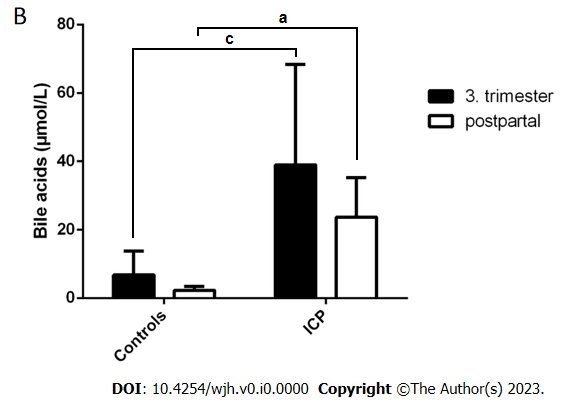 B
Bile acids (µmol/L)
80
60
40
20
0
a
c
3. trimester
postpartal
Controls
ICP
DOI: 10.4254/wjh.v0.i0.0000 Copyright ©The Author(s) 2023.